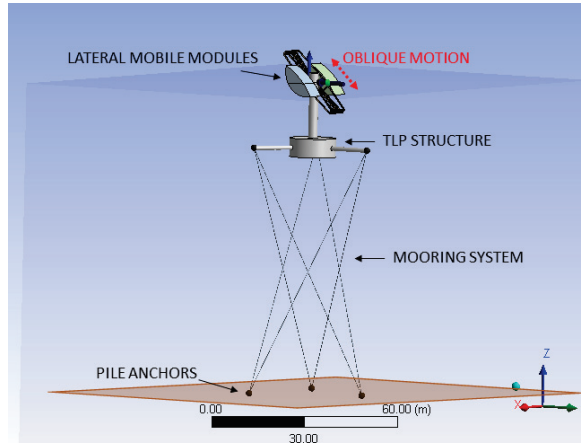 LATERAL MOBILE MODULES
OBLIQUE MOTION
TLP STRUCTURE
MOORING SYSTEM
PILE ANCHORS
Z
X
0.00
60.00 (m)
30.00